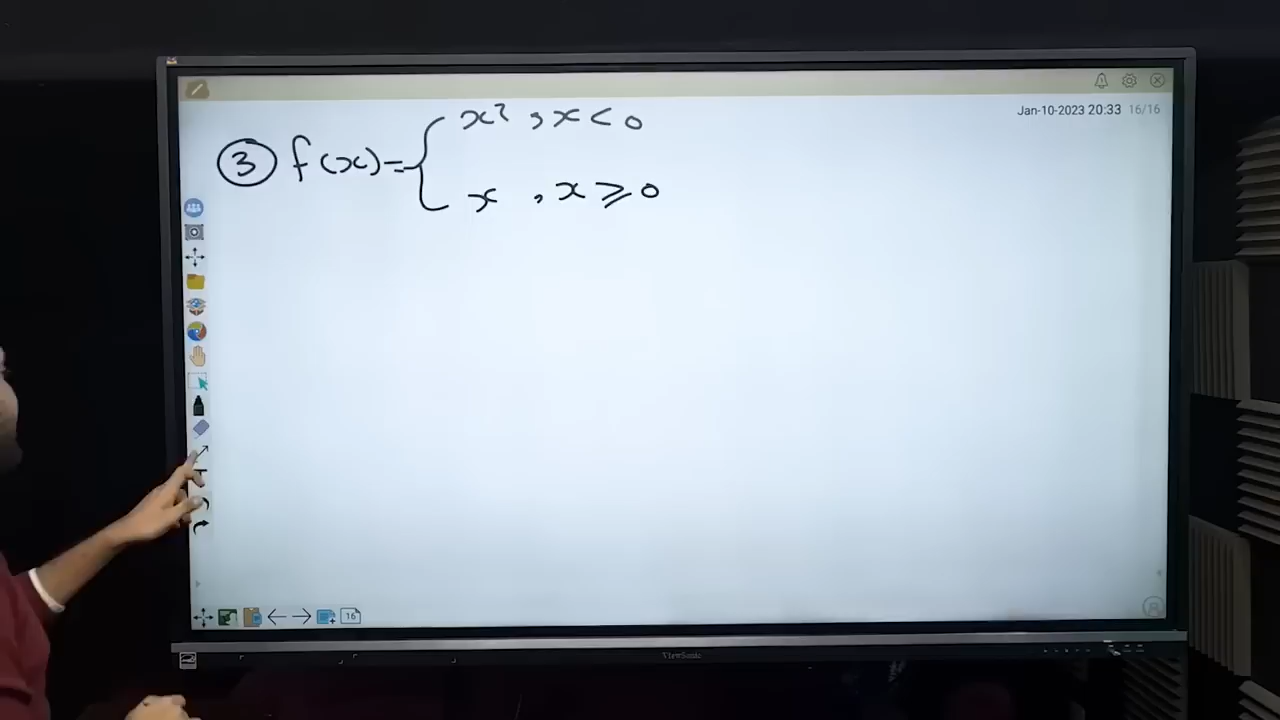 Jan-10-2023 20:33 16/16
③ f(x) = { x² , x < 0
x , x ⩾ 0
16
ViewSonic